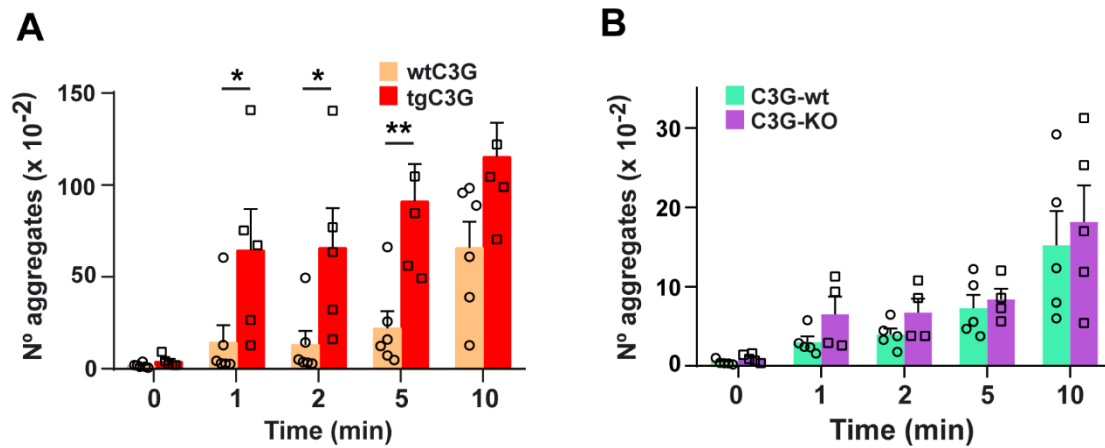 A
Nº aggregates (x 10-2)
150
100
50
0
wtC3G
tgC3G
*
*
**
0 1 2 5 10
Time (min)
B
Nº aggregates (x 10-2)
30
20
10
0
C3G-wt
C3G-KO
0 1 2 5 10
Time (min)